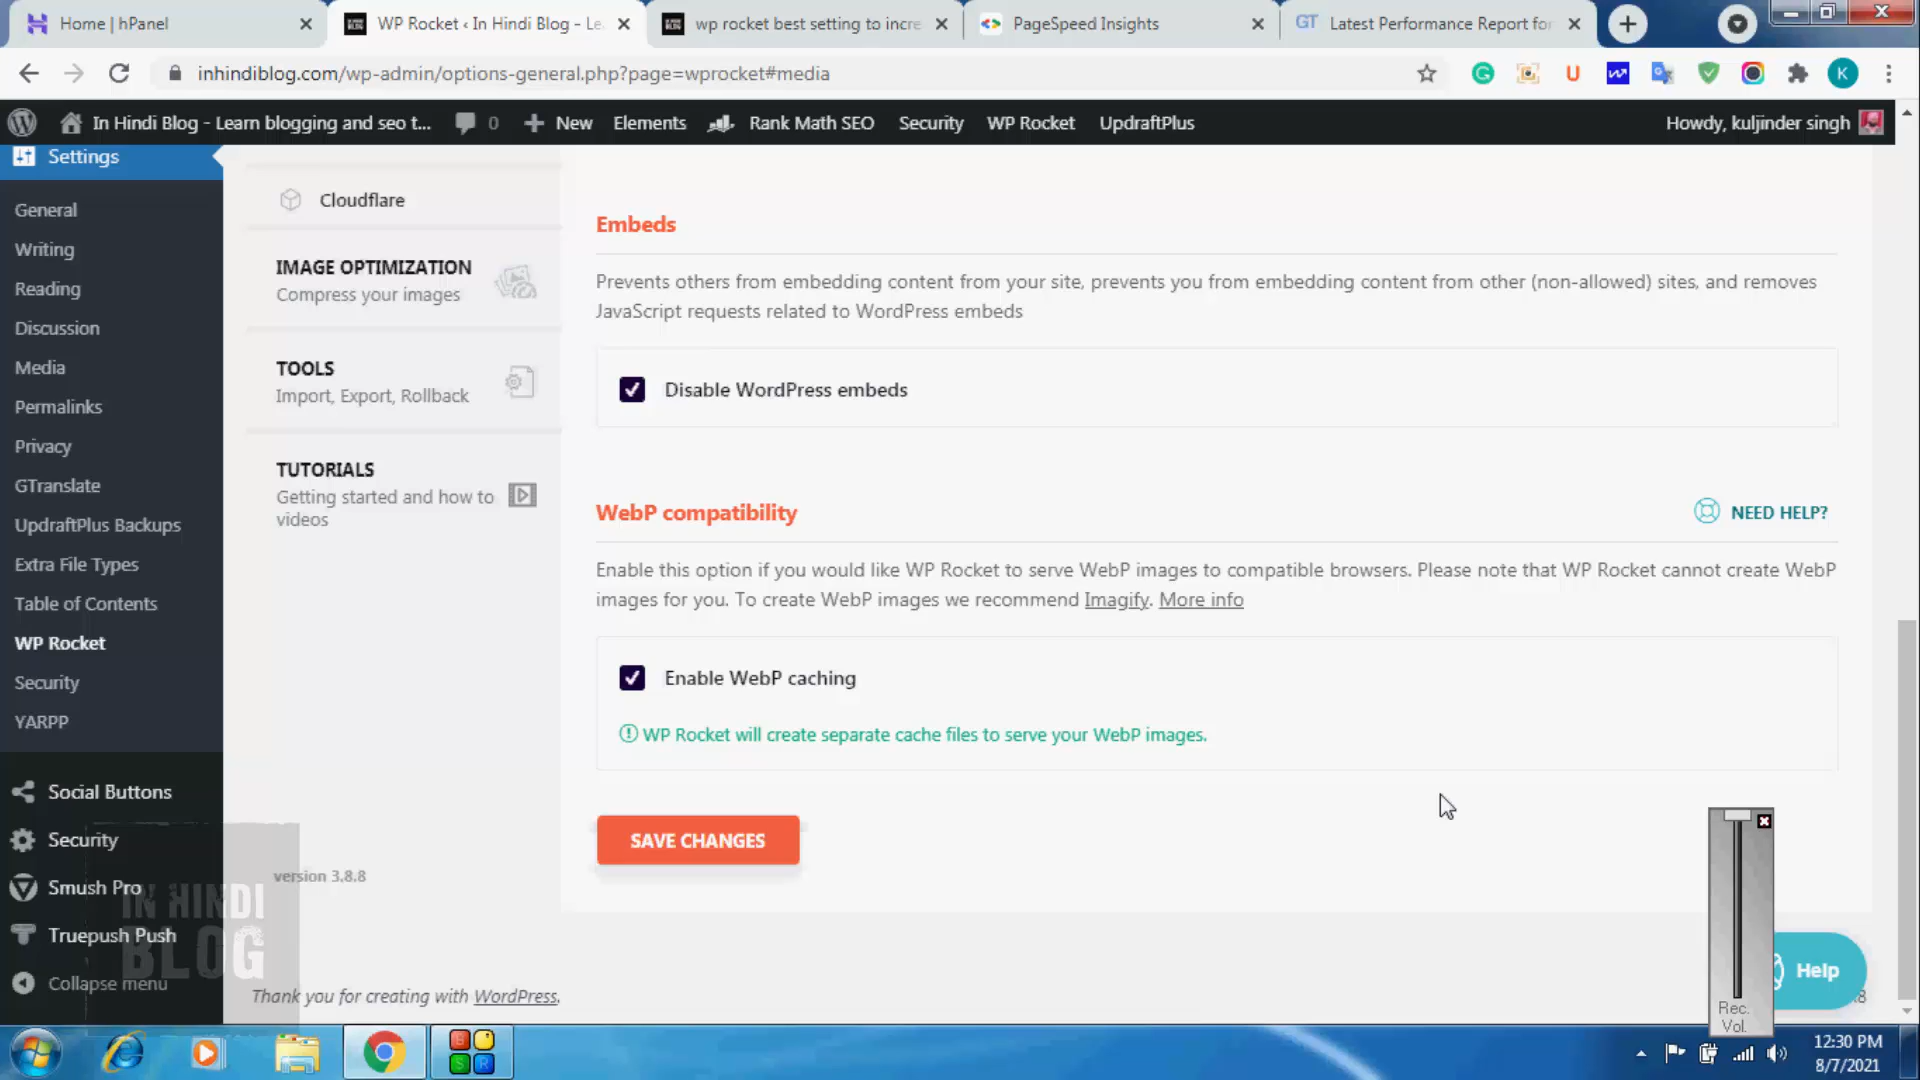 Home | hPanel
WP Rocket ‹ In Hindi Blog – Le
wp rocket best setting to incre
PageSpeed Insights
GT
Latest Performance Report for
inhindiblog.com/wp-admin/options-general.php?page=wprocket#media
K
In Hindi Blog - Learn blogging and seo t...
0
New
Elements
Rank Math SEO
Security
WP Rocket
UpdraftPlus
Howdy, kuljinder singh
Settings
General
Writing
Reading
Discussion
Media
Permalinks
Privacy
GTranslate
UpdraftPlus Backups
Extra File Types
Table of Contents
WP Rocket
Security
YARPP
Social Buttons
Security
Smush Pro
Truepush Push
Collapse menu
IN HINDI
BLOG
Cloudflare
IMAGE OPTIMIZATION
Compress your images
TOOLS
Import, Export, Rollback
TUTORIALS
Getting started and how to
videos
version 3.8.8
Embeds
Prevents others from embedding content from your site, prevents you from embedding content from other (non-allowed) sites, and removes
JavaScript requests related to WordPress embeds
Disable WordPress embeds
WebP compatibility
NEED HELP?
Enable this option if you would like WP Rocket to serve WebP images to compatible browsers. Please note that WP Rocket cannot create WebP
images for you. To create WebP images we recommend Imagify. More info
Enable WebP caching
WP Rocket will create separate cache files to serve your WebP images.
SAVE CHANGES
Thank you for creating with WordPress.
Help
Rec.
Vol.
12:30 PM
8/7/2021